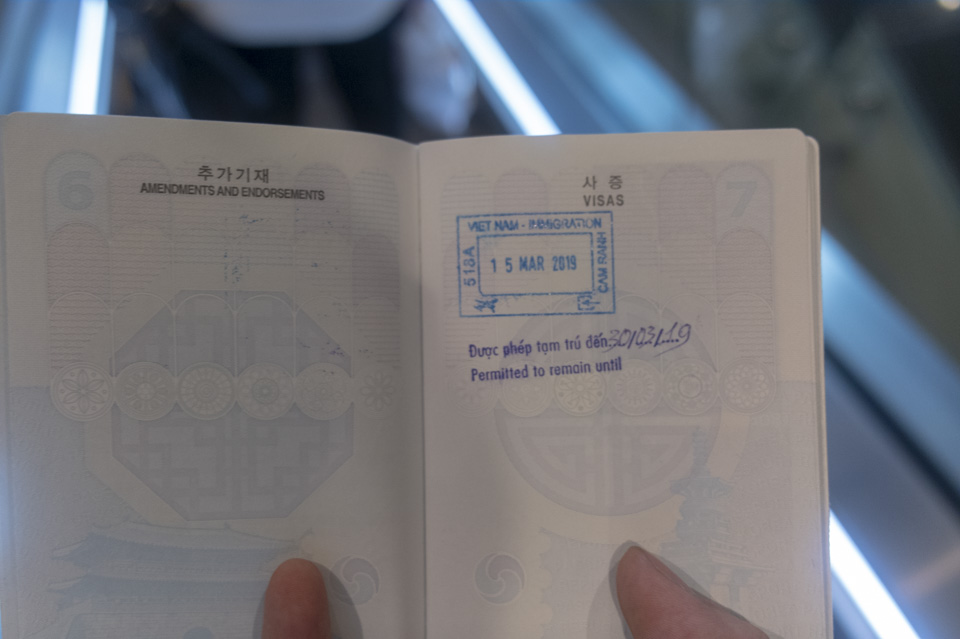 6
추가기재
AMENDMENTS AND ENDORSEMENTS
7
사 증
VISAS
VIET NAM - IMMIGRATION
518A
15 MAR 2019
CAM RANH
Được phép tạm trú đến 30/03/...19
Permitted to remain until